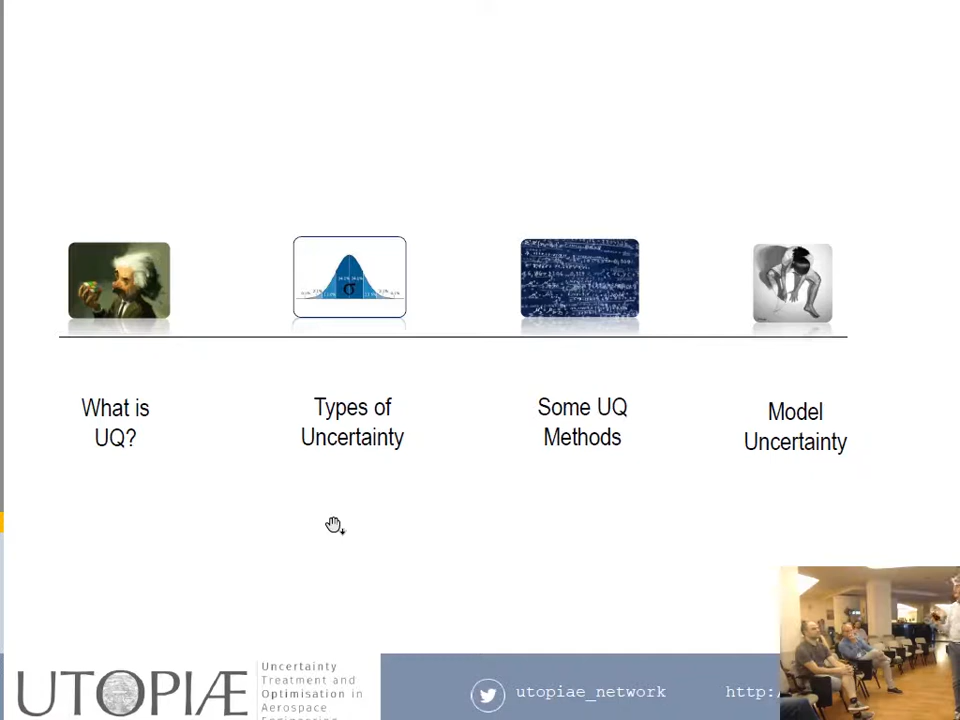 What is
UQ?
Types of
Uncertainty
Some UQ
Methods
Model
Uncertainty
σ
UTOPIÆ
Uncertainty
Treatment and
Optimisation in
Aerospace
Engineering
utopiae_network
http: